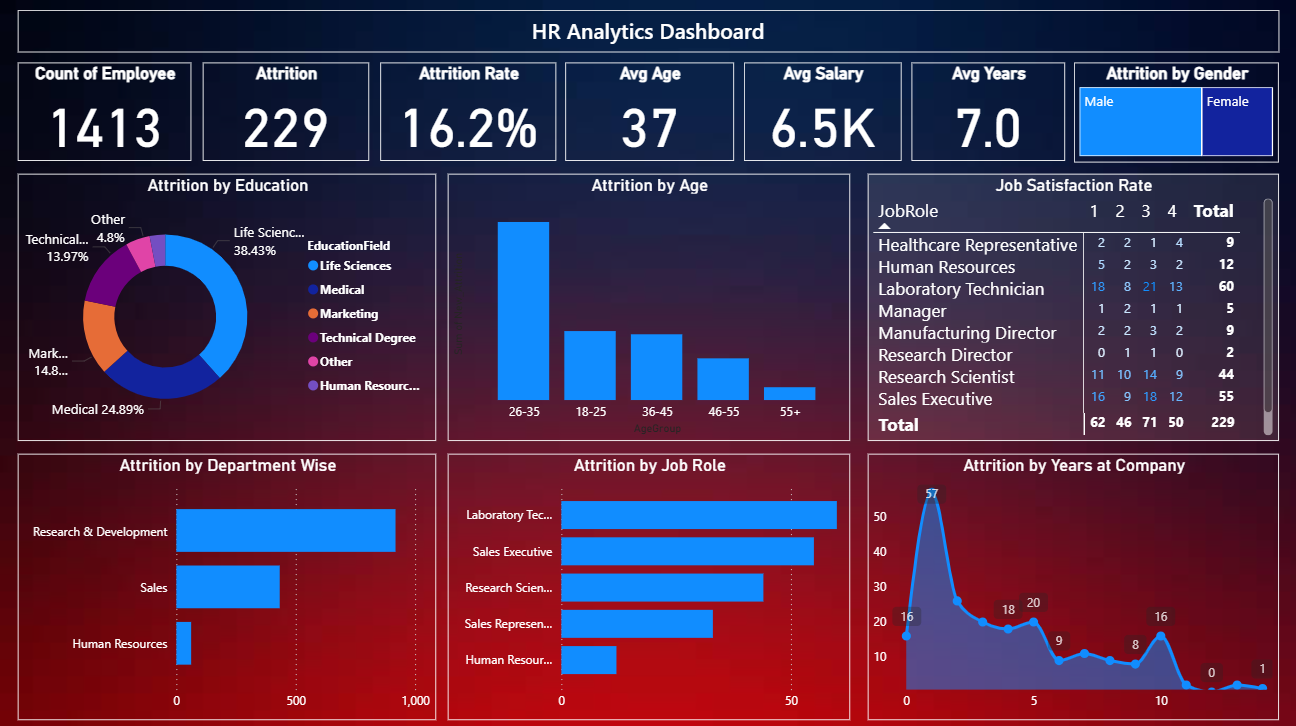 HR Analytics Dashboard
Count of Employee
1413
Attrition
229
Attrition Rate
16.2%
Avg Age
37
Avg Salary
6.5K
Avg Years
7.0
Attrition by Gender
Male Female
Attrition by Education
Other
4.8%
Technical...
13.97%
Mark...
14.8...
Medical 24.89%
Life Scienc...
38.43%
EducationField
Life Sciences
Medical
Marketing
Technical Degree
Other
Human Resourc...
Attrition by Age
26-35 18-25 36-45 46-55 55+
AgeGroup
Job Satisfaction Rate
JobRole 1 2 3 4 Total
Healthcare Representative 2 2 1 4 9
Human Resources 5 2 3 2 12
Laboratory Technician 18 8 21 13 60
Manager 1 2 1 1 5
Manufacturing Director 2 2 3 2 9
Research Director 0 1 1 0 2
Research Scientist 11 10 14 9 44
Sales Executive 16 9 18 12 55
Total 62 46 71 50 229
Attrition by Department Wise
Research & Development
Sales
Human Resources
0 500 1,000
Attrition by Job Role
Laboratory Tec...
Sales Executive
Research Scien...
Sales Represen...
Human Resour...
0 50
Attrition by Years at Company
57
50
40
30
20
10
16
18
20
9
8
16
0
1
0 5 10